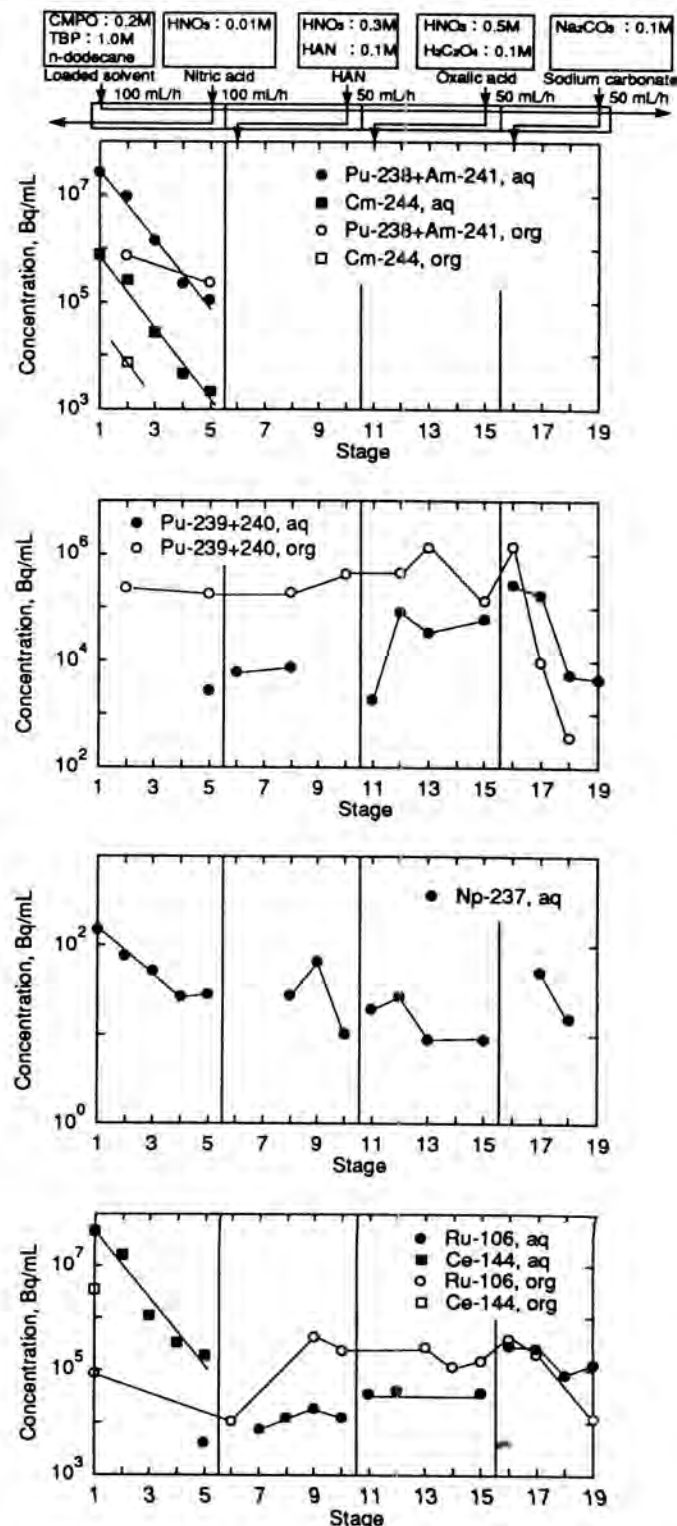 CMPO : 0.2M
TBP : 1.0M
n-dodecane
HNO₃ : 0.01M
HNO₃ : 0.3M
HAN : 0.1M
HNO₃ : 0.5M
H₂C₂O₄ : 0.1M
Na₂CO₃ : 0.1M
Loaded solvent
Nitric acid
HAN
Oxalic acid
Sodium carbonate
100 mL/h
100 mL/h
50 mL/h
50 mL/h
50 mL/h
Concentration, Bq/mL
10⁷
10⁵
10³
Pu-238+Am-241, aq
Cm-244, aq
Pu-238+Am-241, org
Cm-244, org
1 3 5 7 9 11 13 15 17 19
Stage
Concentration, Bq/mL
10⁶
10⁴
10²
Pu-239+240, aq
Pu-239+240, org
1 3 5 7 9 11 13 15 17 19
Stage
Concentration, Bq/mL
10²
10⁰
Np-237, aq
1 3 5 7 9 11 13 15 17 19
Stage
Concentration, Bq/mL
10⁷
10⁵
10³
Ru-106, aq
Ce-144, aq
Ru-106, org
Ce-144, org
1 3 5 7 9 11 13 15 17 19
Stage